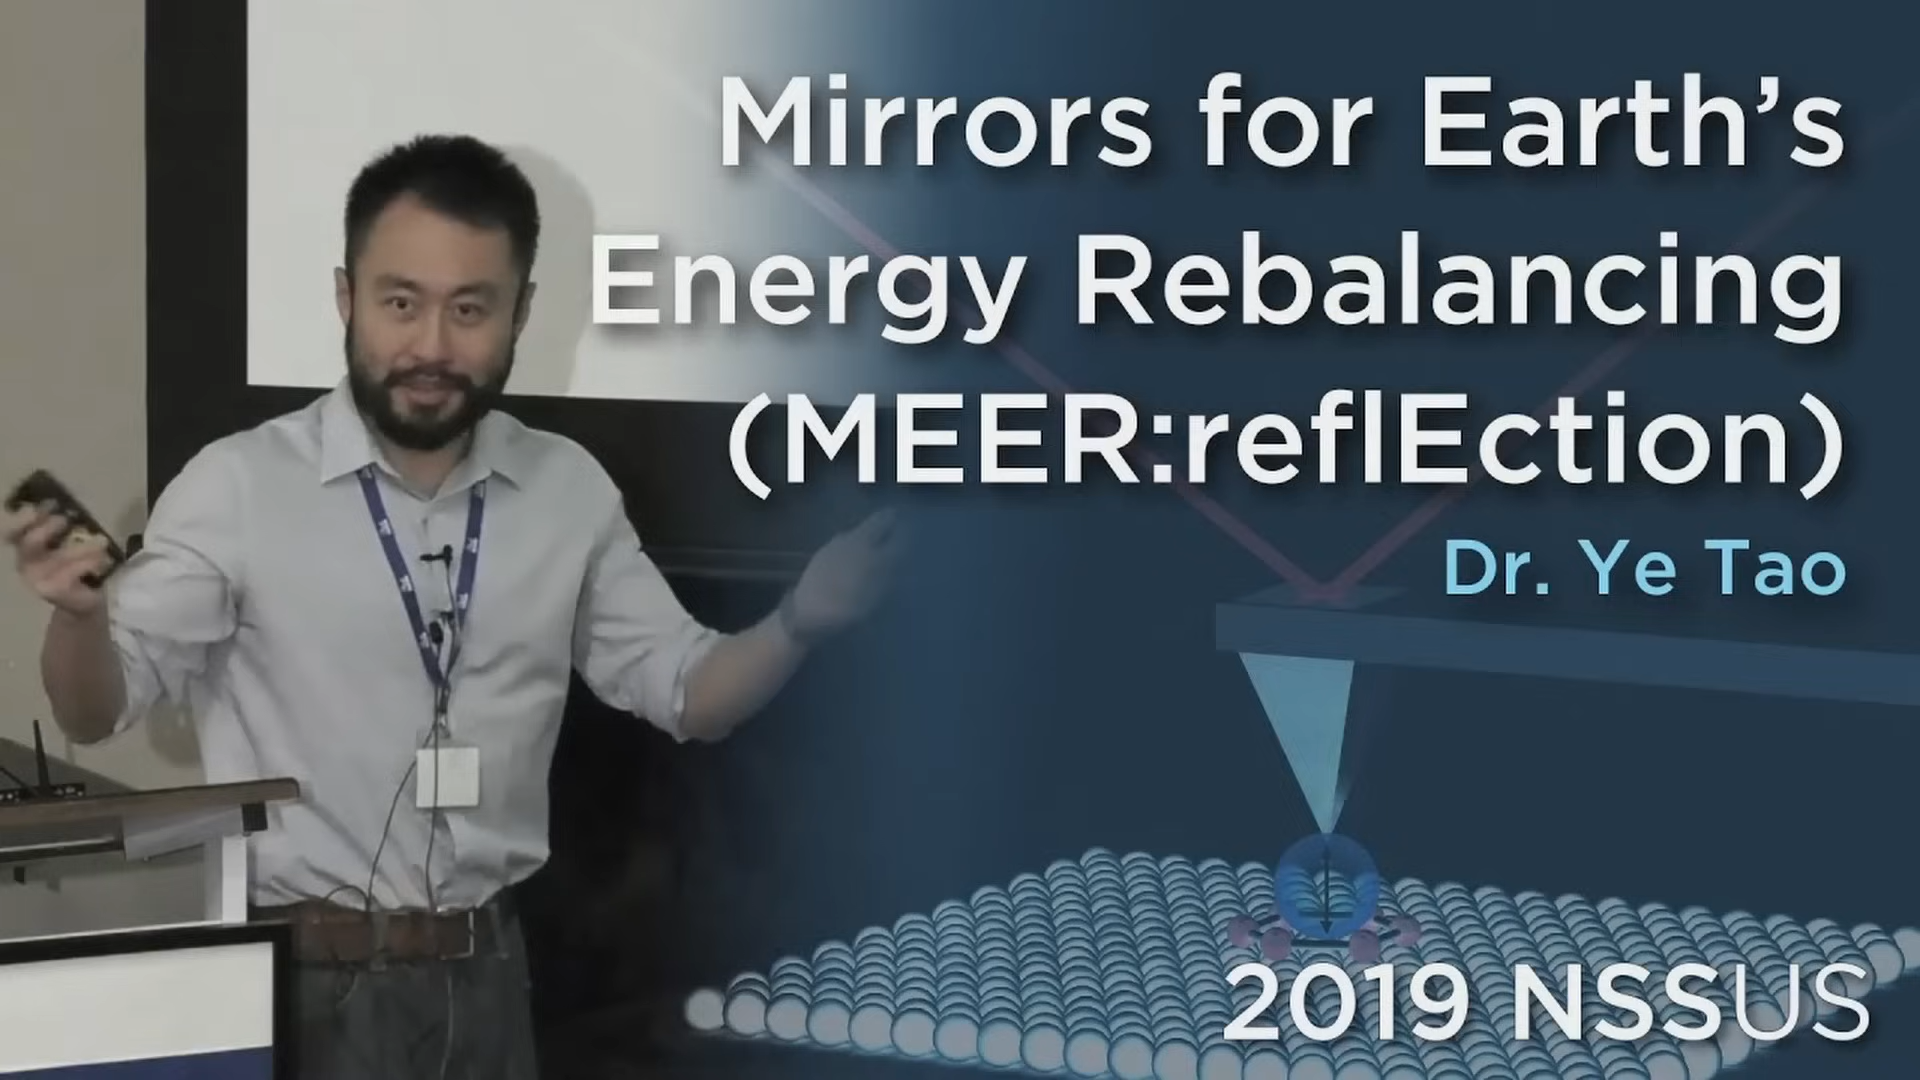 Mirrors for Earth’s
Energy Rebalancing
(MEER:reflEction)
Dr. Ye Tao
2019 NSSUS